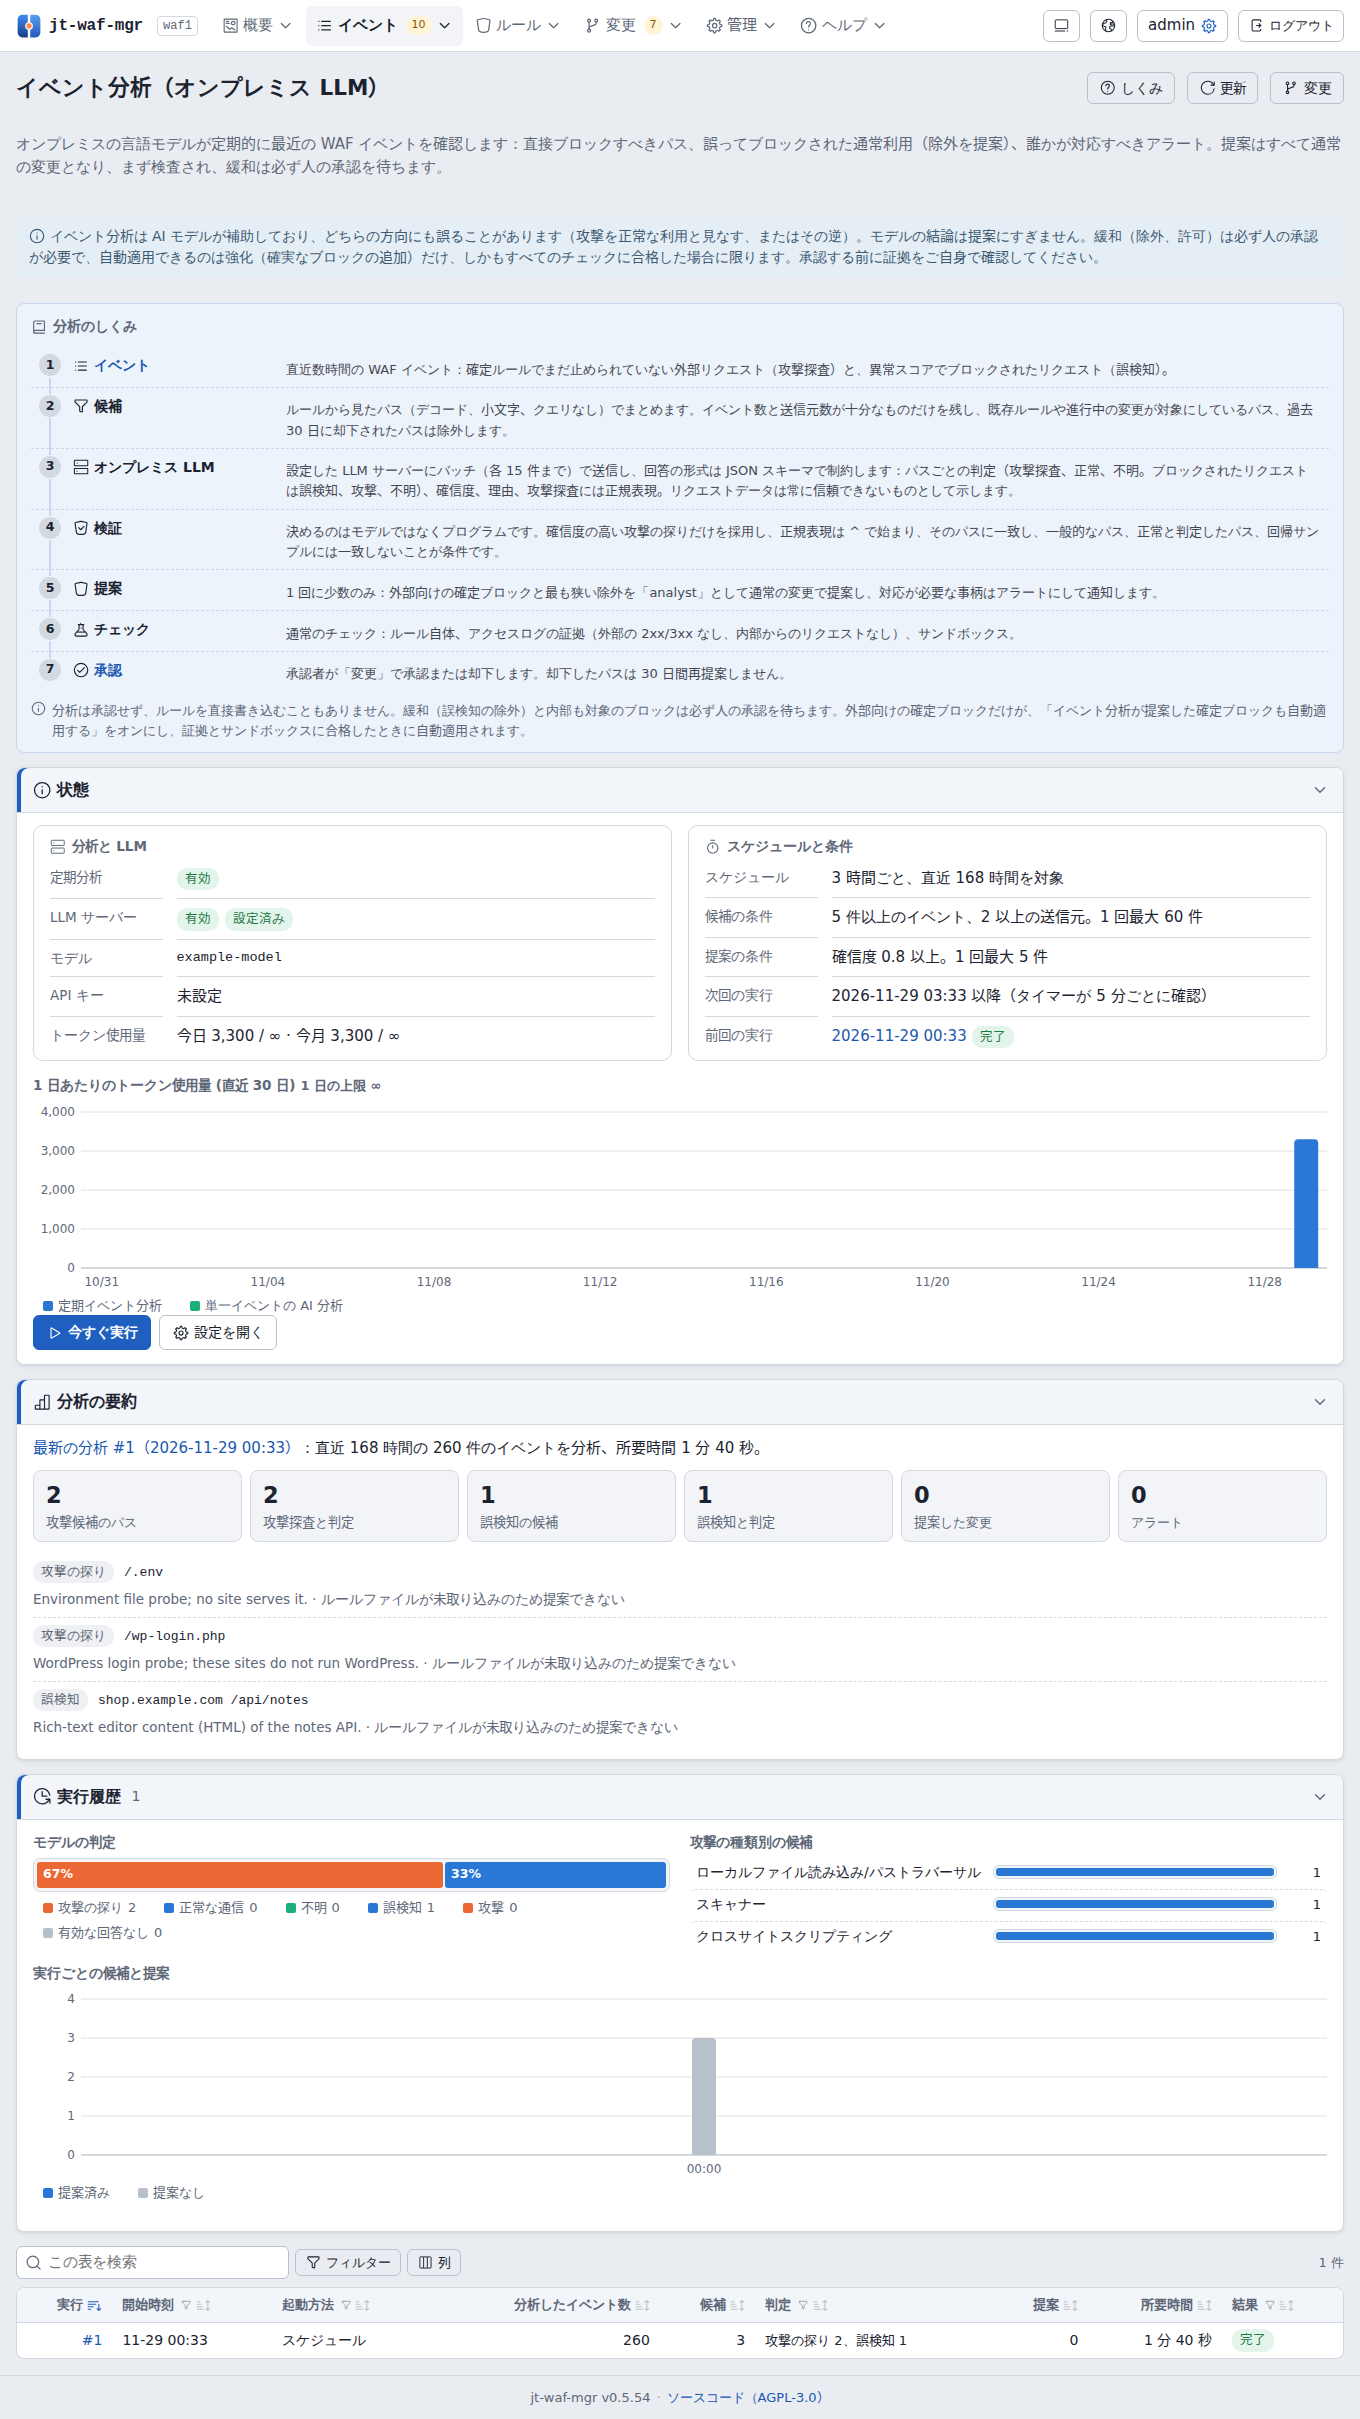 jt-waf-mgr waf1 概要 イベント 10 ルール 変更 7 管理 ヘルプ admin ログアウト
イベント分析（オンプレミス LLM） しくみ 更新 変更
オンプレミスの言語モデルが定期的に最近の WAF イベントを確認します：直接ブロックすべきパス、誤ってブロックされた通常利用（除外を提案）、誰かが対応すべきアラート。提案はすべて通常
の変更となり、まず検査され、緩和は必ず人の承認を待ちます。
イベント分析は AI モデルが補助しており、どちらの方向にも誤ることがあります（攻撃を正常な利用と見なす、またはその逆）。モデルの結論は提案にすぎません。緩和（除外、許可）は必ず人の承認
が必要で、自動適用できるのは強化（確実なブロックの追加）だけ、しかもすべてのチェックに合格した場合に限ります。承認する前に証拠をご自身で確認してください。
分析のしくみ
1 イベント 直近数時間の WAF イベント：確定ルールでまだ止められていない外部リクエスト（攻撃探査）と、異常スコアでブロックされたリクエスト（誤検知）。
2 候補 ルールから見たパス（デコード、小文字、クエリなし）でまとめます。イベント数と送信元数が十分なものだけを残し、既存ルールや進行中の変更が対象にしているパス、過去
30 日に却下されたパスは除外します。
3 オンプレミス LLM 設定した LLM サーバーにバッチ（各 15 件まで）で送信し、回答の形式は JSON スキーマで制約します：パスごとの判定（攻撃探査、正常、不明。ブロックされたリクエスト
は誤検知、攻撃、不明）、確信度、理由、攻撃探査には正規表現。リクエストデータは常に信頼できないものとして示します。
4 検証 決めるのはモデルではなくプログラムです。確信度の高い攻撃の探りだけを採用し、正規表現は ^ で始まり、そのパスに一致し、一般的なパス、正常と判定したパス、回帰サン
プルには一致しないことが条件です。
5 提案 1 回に少数のみ：外部向けの確定ブロックと最も狭い除外を「analyst」として通常の変更で提案し、対応が必要な事柄はアラートにして通知します。
6 チェック 通常のチェック：ルール自体、アクセスログの証拠（外部の 2xx/3xx なし、内部からのリクエストなし）、サンドボックス。
7 承認 承認者が「変更」で承認または却下します。却下したパスは 30 日間再提案しません。
分析は承認せず、ルールを直接書き込むこともありません。緩和（誤検知の除外）と内部も対象のブロックは必ず人の承認を待ちます。外部向けの確定ブロックだけが、「イベント分析が提案した確定ブロックも自動適
用する」をオンにし、証拠とサンドボックスに合格したときに自動適用されます。
状態
分析と LLM
定期分析 有効
LLM サーバー 有効 設定済み
モデル example-model
API キー 未設定
トークン使用量 今日 3,300 / ∞ · 今月 3,300 / ∞
スケジュールと条件
スケジュール 3 時間ごと、直近 168 時間を対象
候補の条件 5 件以上のイベント、2 以上の送信元。1 回最大 60 件
提案の条件 確信度 0.8 以上。1 回最大 5 件
次回の実行 2026-11-29 03:33 以降（タイマーが 5 分ごとに確認）
前回の実行 2026-11-29 00:33 完了
1 日あたりのトークン使用量 (直近 30 日) 1 日の上限 ∞
4,000
3,000
2,000
1,000
0
10/31 11/04 11/08 11/12 11/16 11/20 11/24 11/28
定期イベント分析 単一イベントの AI 分析
今すぐ実行 設定を開く
分析の要約
最新の分析 #1（2026-11-29 00:33）：直近 168 時間の 260 件のイベントを分析、所要時間 1 分 40 秒。
2 2 1 1 0 0
攻撃候補のパス 攻撃探査と判定 誤検知の候補 誤検知と判定 提案した変更 アラート
攻撃の探り /.env
Environment file probe; no site serves it. · ルールファイルが未取り込みのため提案できない
攻撃の探り /wp-login.php
WordPress login probe; these sites do not run WordPress. · ルールファイルが未取り込みのため提案できない
誤検知 shop.example.com /api/notes
Rich-text editor content (HTML) of the notes API. · ルールファイルが未取り込みのため提案できない
実行履歴 1
モデルの判定
67% 33%
攻撃の探り 2 正常な通信 0 不明 0 誤検知 1 攻撃 0
有効な回答なし 0
攻撃の種類別の候補
ローカルファイル読み込み/パストラバーサル 1
スキャナー 1
クロスサイトスクリプティング 1
実行ごとの候補と提案
4
3
2
1
0
00:00
提案済み 提案なし
この表を検索 フィルター 列 1 件
実行 開始時刻 起動方法 分析したイベント数 候補 判定 提案 所要時間 結果
#1 11-29 00:33 スケジュール 260 3 攻撃の探り 2、誤検知 1 0 1 分 40 秒 完了
jt-waf-mgr v0.5.54 · ソースコード（AGPL-3.0）